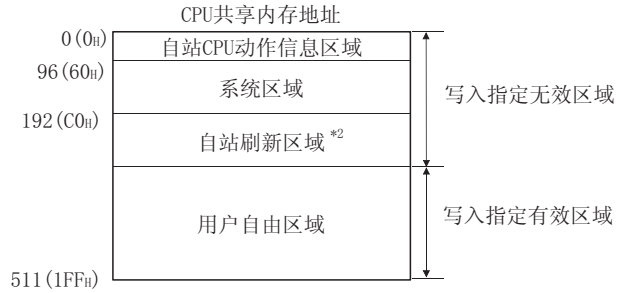 CPU共享内存地址
0(0H)
自站CPU动作信息区域
96(60H)
系统区域
写入指定无效区域
192(C0H)
自站刷新区域*2
用户自由区域
写入指定有效区域
511(1FFH)